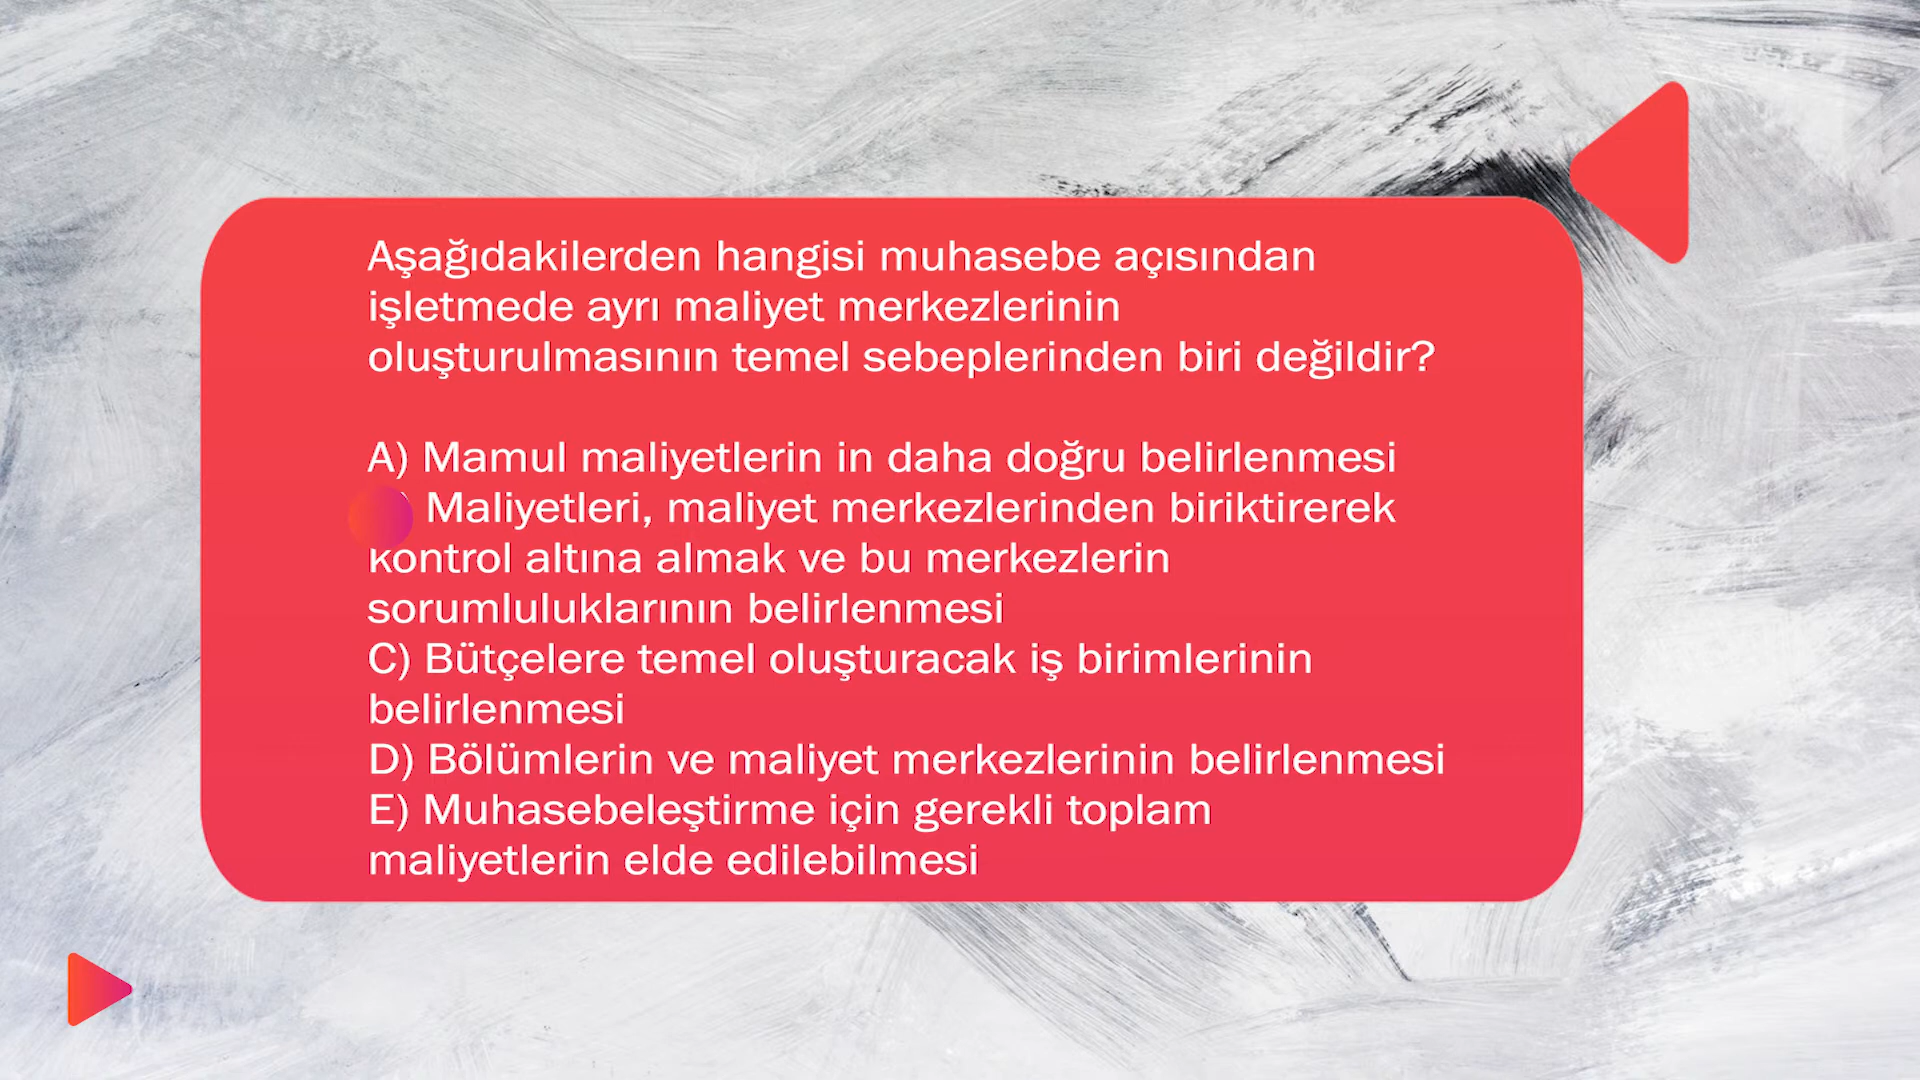 Aşağıdakilerden hangisi muhasebe açısından
işletmede ayrı maliyet merkezlerinin
oluşturulmasının temel sebeplerinden biri değildir?
A) Mamul maliyetlerin in daha doğru belirlenmesi
Maliyetleri, maliyet merkezlerinden biriktirerek
kontrol altına almak ve bu merkezlerin
sorumluluklarının belirlenmesi
C) Bütçelere temel oluşturacak iş birimlerinin
belirlenmesi
D) Bölümlerin ve maliyet merkezlerinin belirlenmesi
E) Muhasebeleştirme için gerekli toplam
maliyetlerin elde edilebilmesi